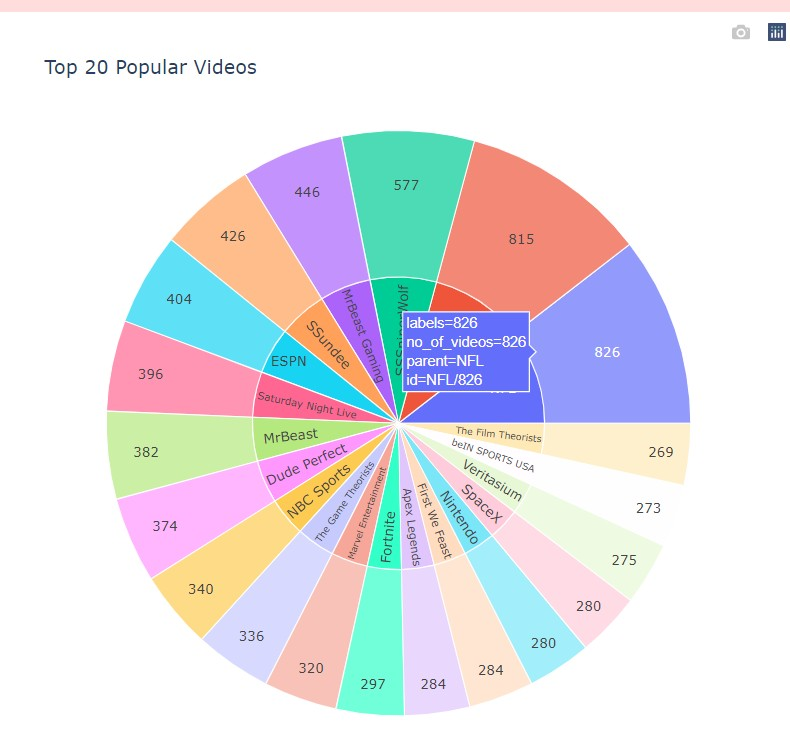 Top 20 Popular Videos
577
446
815
426
404
SSSniperWolf
MrBeast Gaming
SSundee
labels=826
no_of_videos=826
parent=NFL
id=NFL/826
826
ESPN
396
Saturday Night Live
MrBeast
The Film Theorists
382
beIN SPORTS USA
269
Dude Perfect
Veritasium
NBC Sports
SpaceX
273
374
The Game Theorists
Marvel Entertainment
Fortnite
Apex Legends
First We Feast
Nintendo
275
340
280
336
280
320
297
284
284